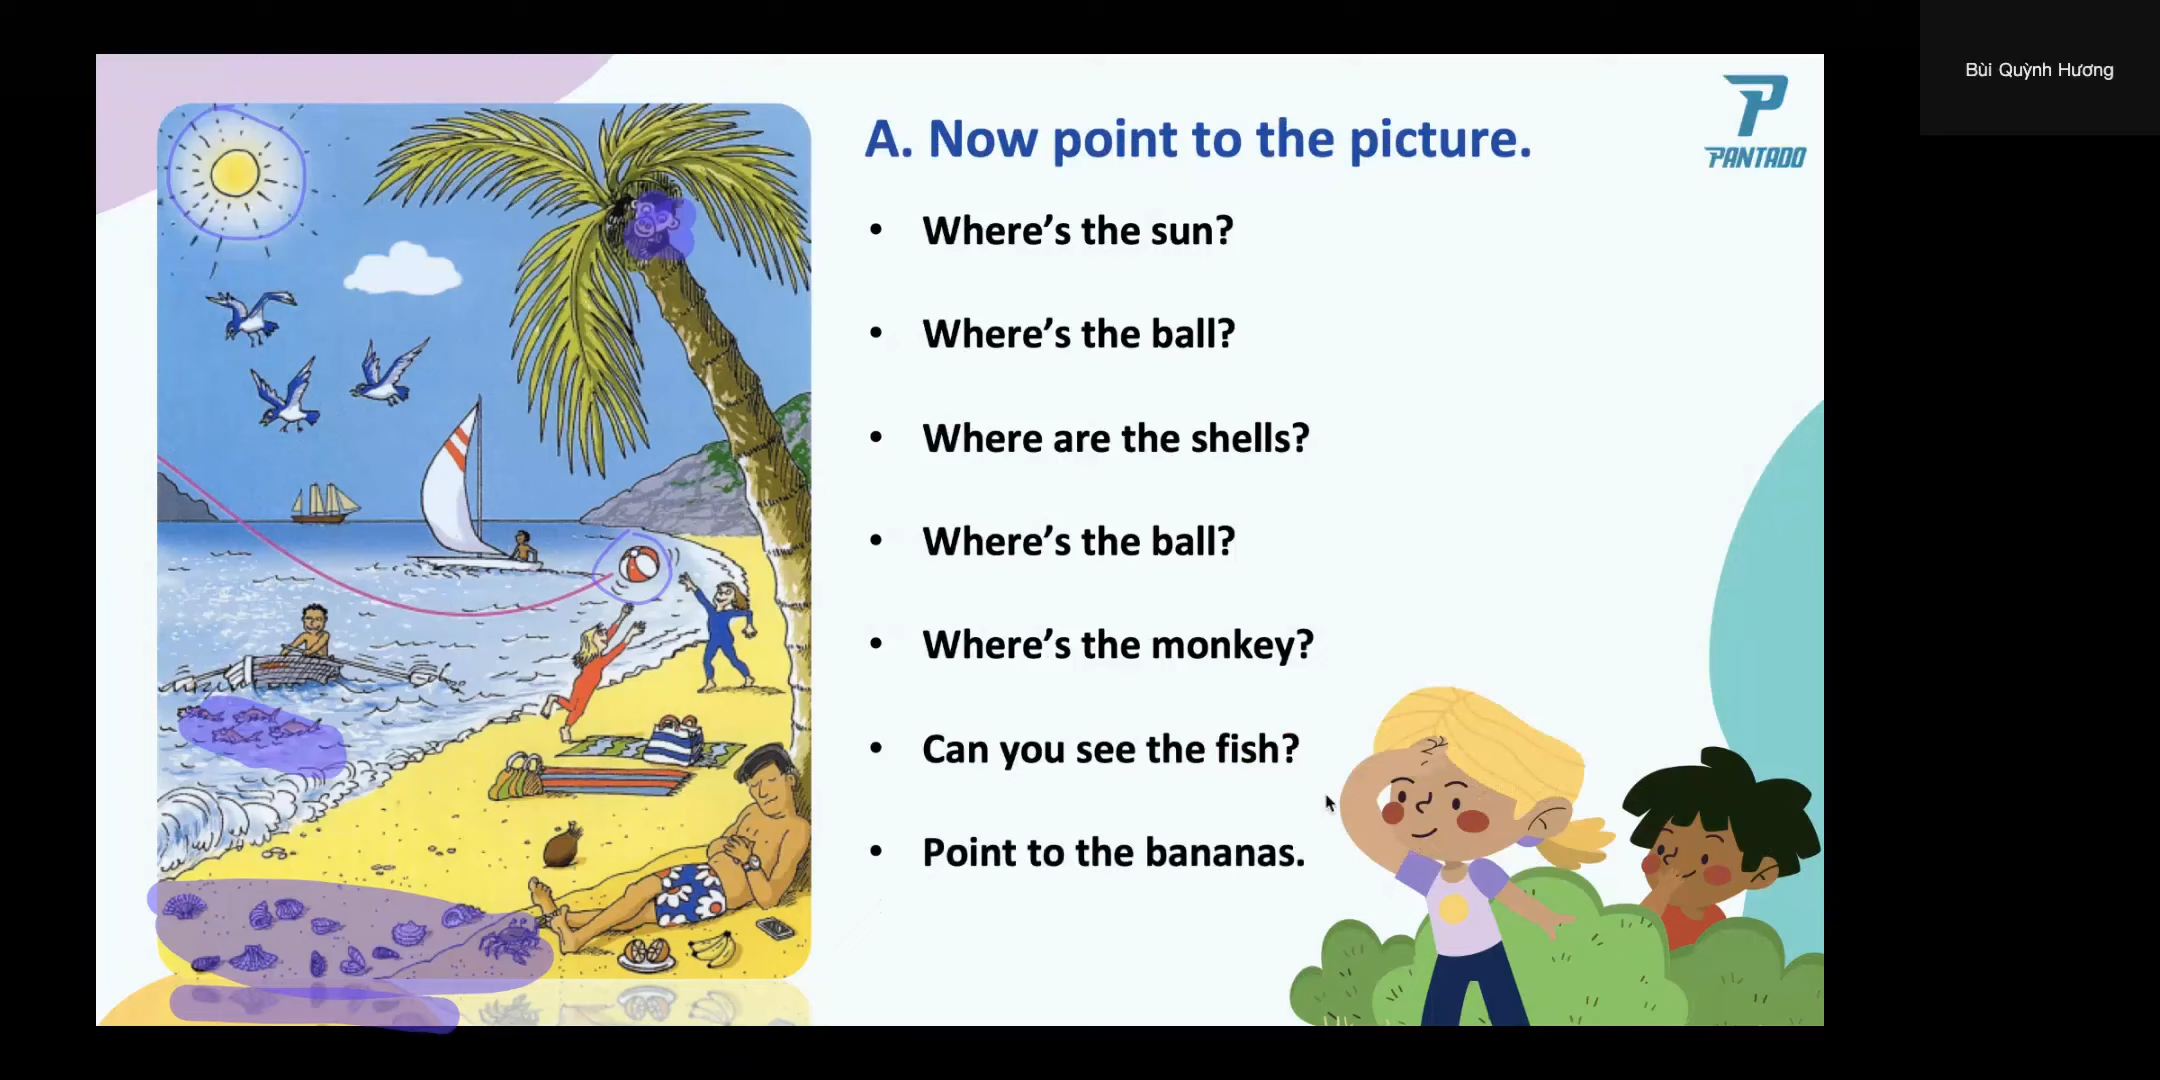 Bùi Quỳnh Hương
PANTADO
A. Now point to the picture.
• Where’s the sun?
• Where’s the ball?
• Where are the shells?
• Where’s the ball?
• Where’s the monkey?
• Can you see the fish?
• Point to the bananas.